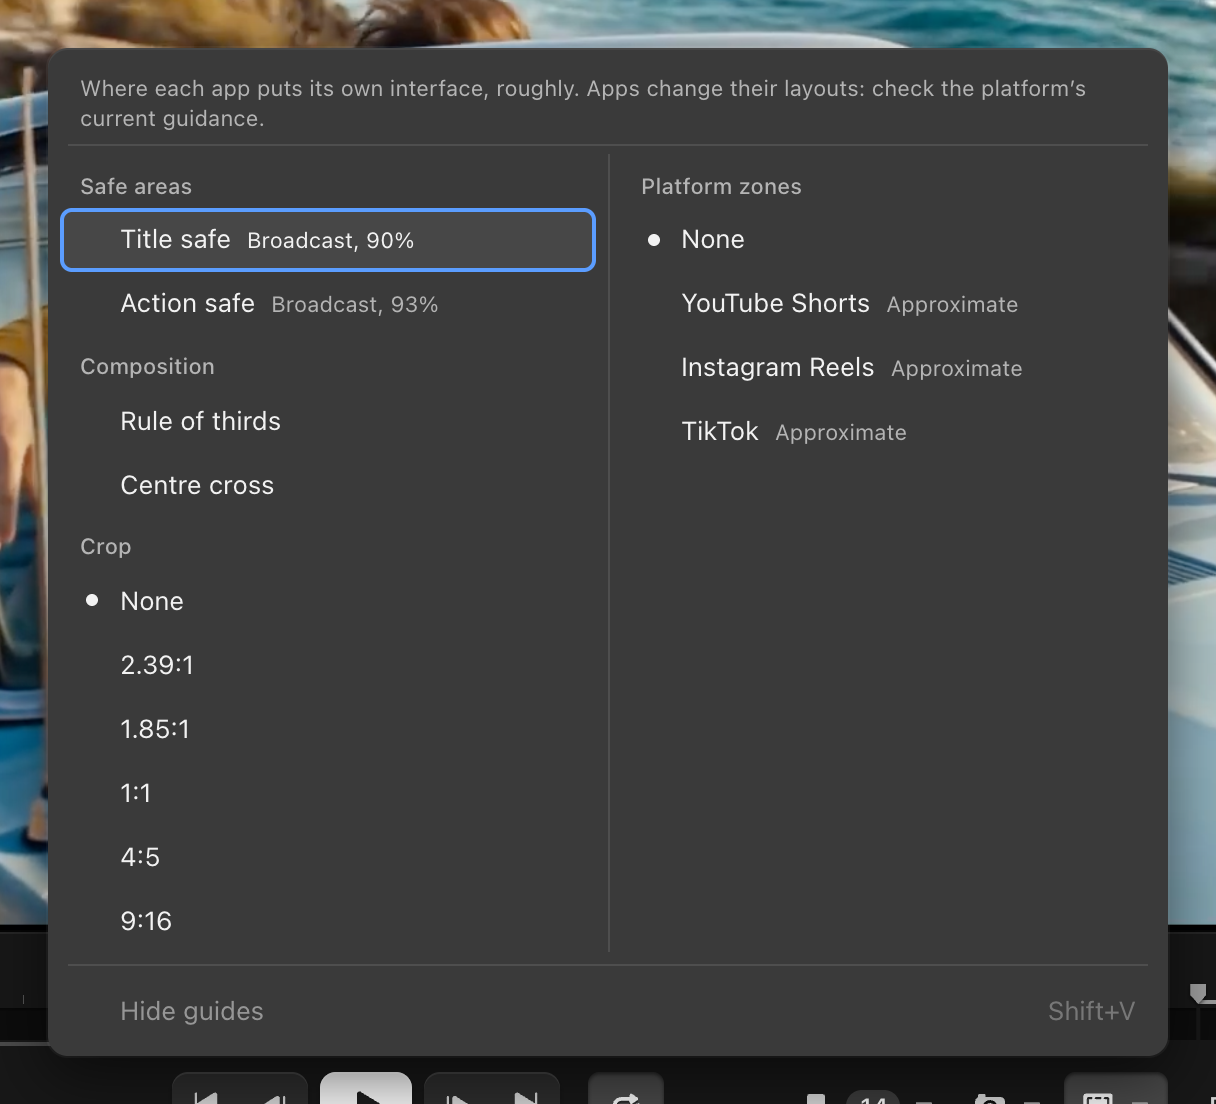 Where each app puts its own interface, roughly. Apps change their layouts: check the platform’s
current guidance.
Safe areas
Title safe Broadcast, 90%
Action safe Broadcast, 93%
Composition
Rule of thirds
Centre cross
Crop
None
2.39:1
1.85:1
1:1
4:5
9:16
Platform zones
None
YouTube Shorts Approximate
Instagram Reels Approximate
TikTok Approximate
Hide guides Shift+V